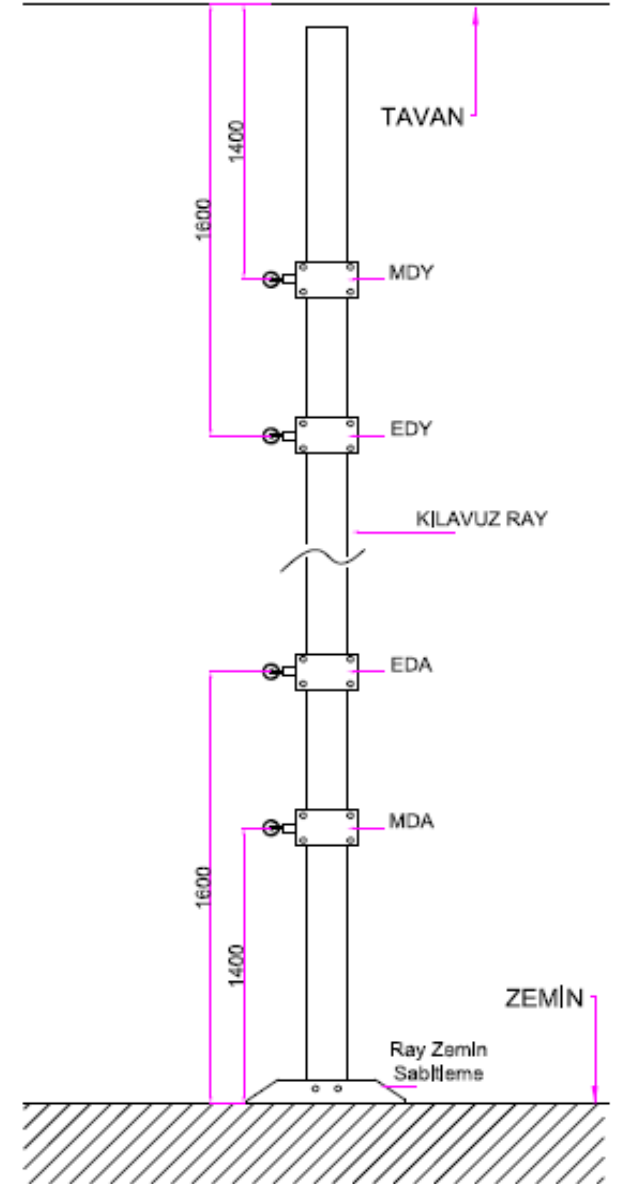 TAVAN
1400
1600
MDY
EDY
KILAVUZ RAY
EDA
MDA
1600
1400
ZEMİN
Ray Zemin
Sabitleme